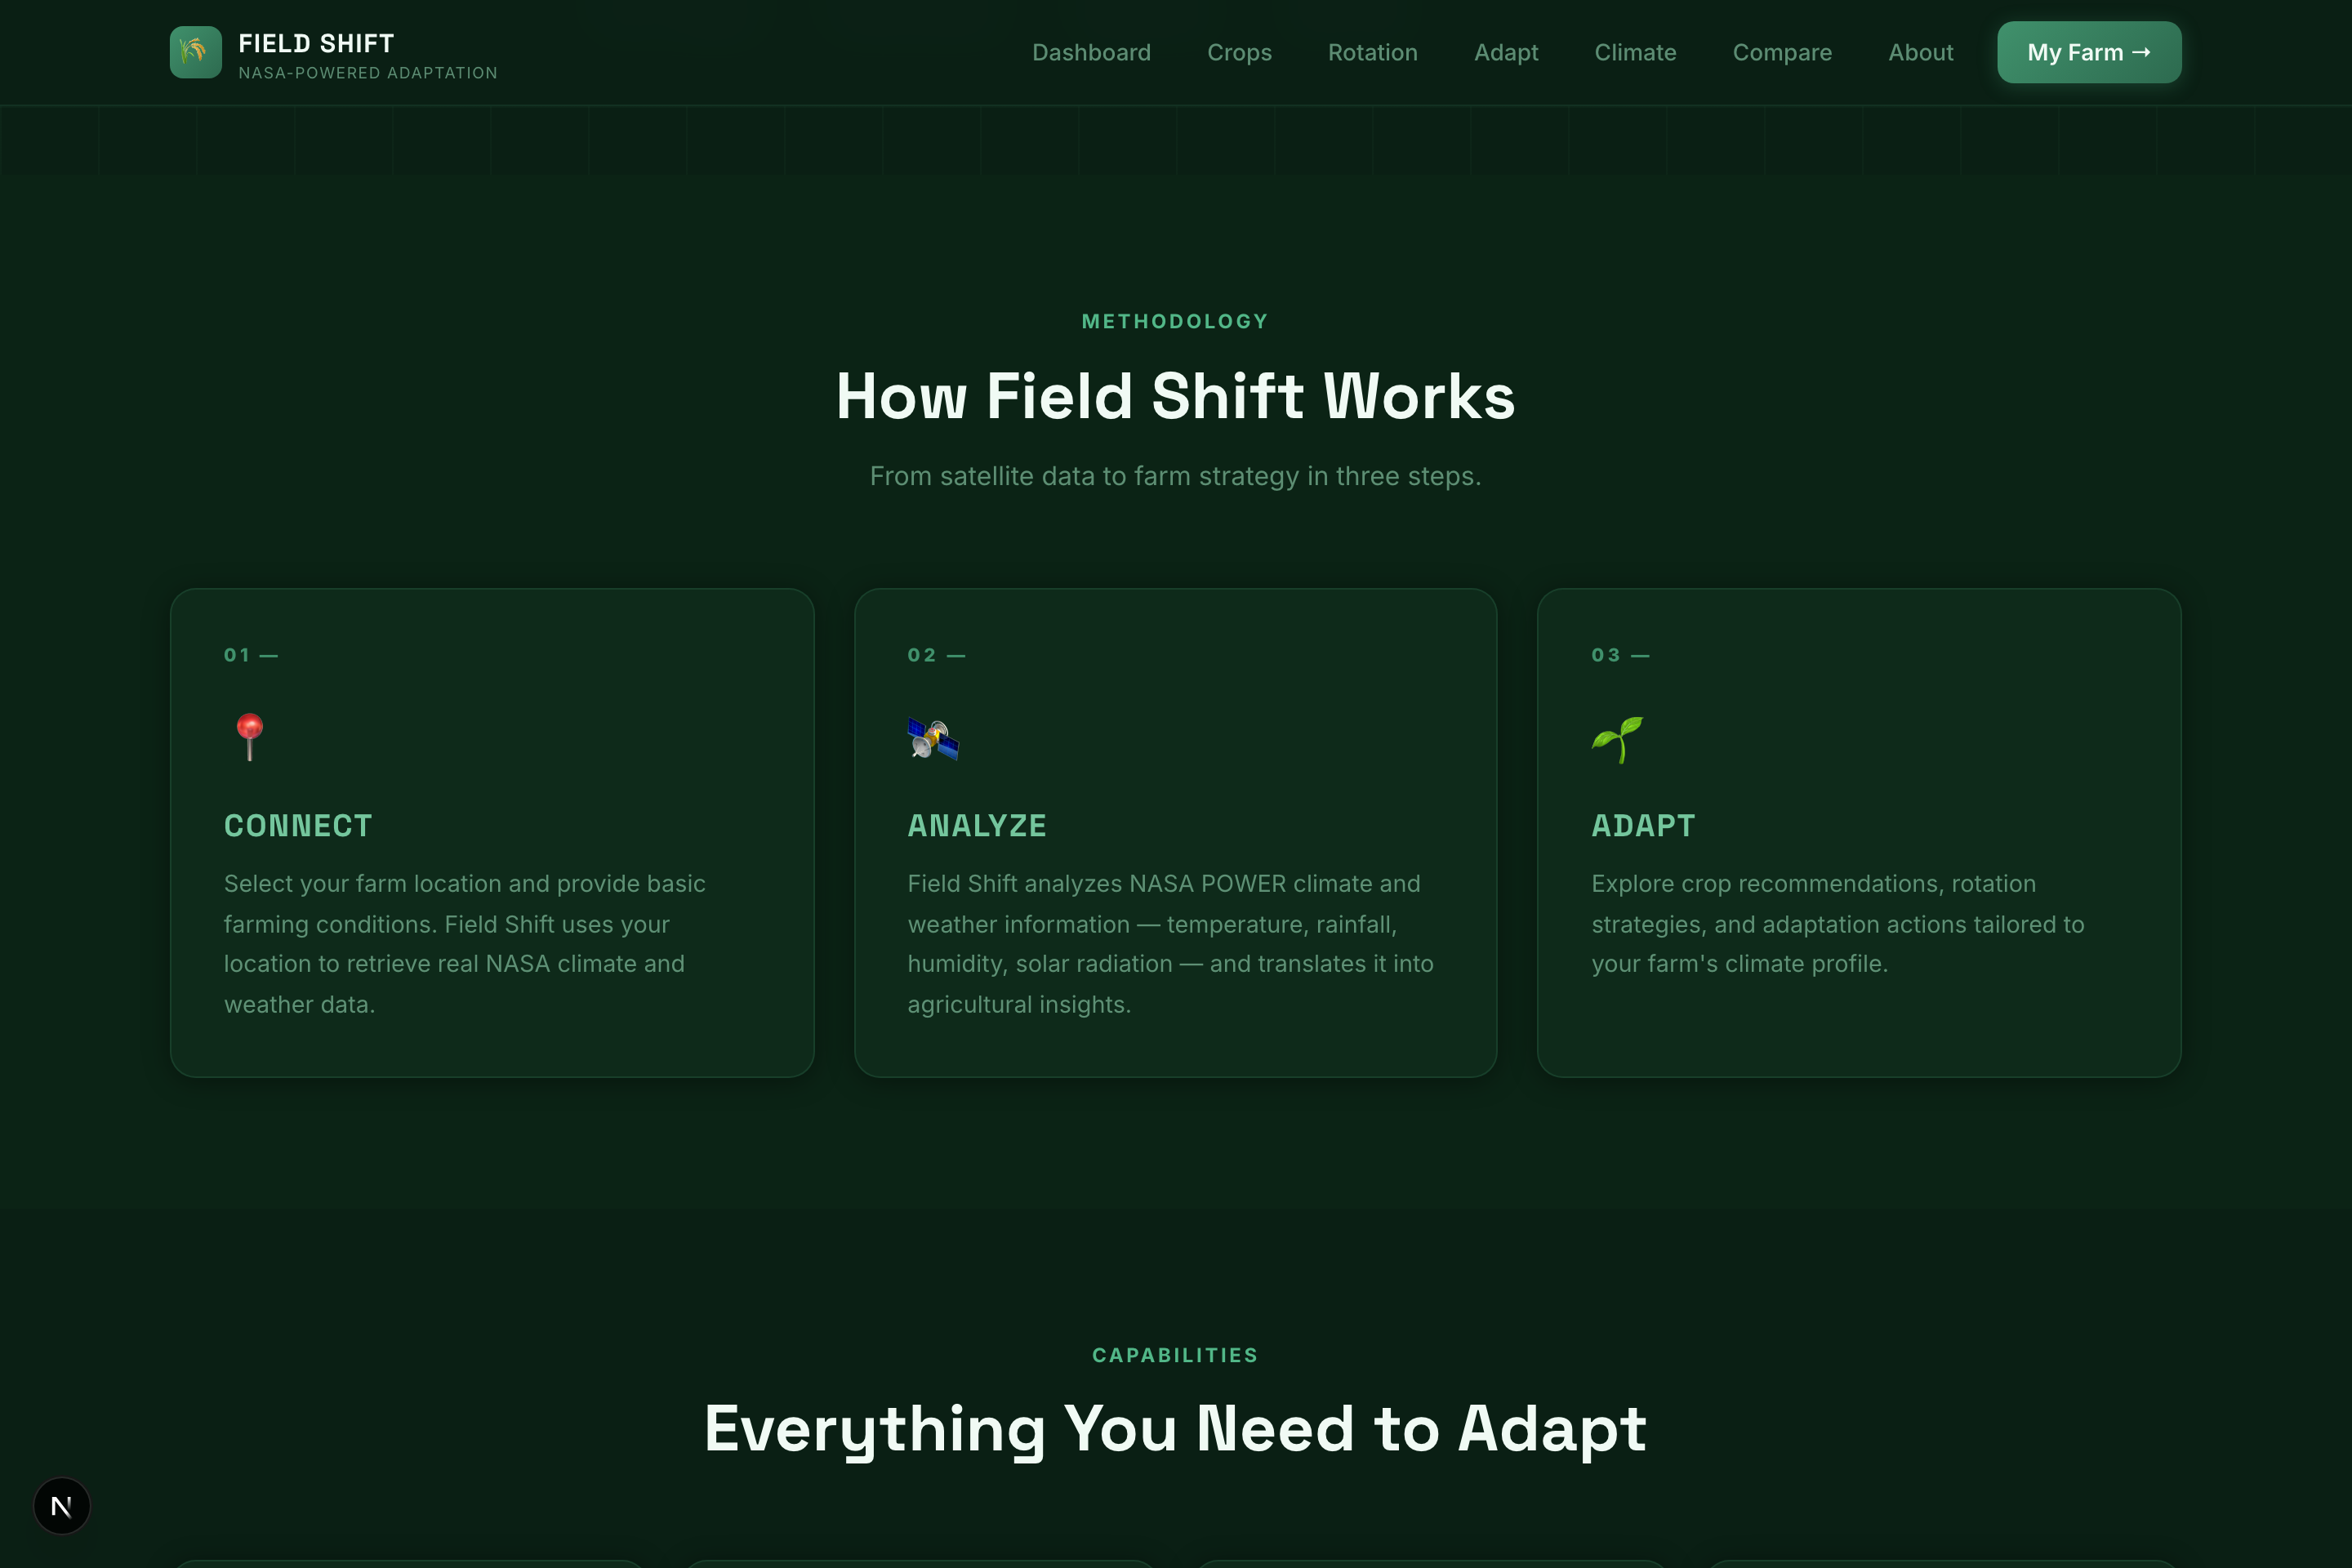 FIELD SHIFT
NASA-POWERED ADAPTATION
Dashboard
Crops
Rotation
Adapt
Climate
Compare
About
My Farm →
METHODOLOGY
How Field Shift Works
From satellite data to farm strategy in three steps.
01 —
CONNECT
Select your farm location and provide basic
farming conditions. Field Shift uses your
location to retrieve real NASA climate and
weather data.
02 —
ANALYZE
Field Shift analyzes NASA POWER climate and
weather information — temperature, rainfall,
humidity, solar radiation — and translates it into
agricultural insights.
03 —
ADAPT
Explore crop recommendations, rotation
strategies, and adaptation actions tailored to
your farm's climate profile.
CAPABILITIES
Everything You Need to Adapt
N